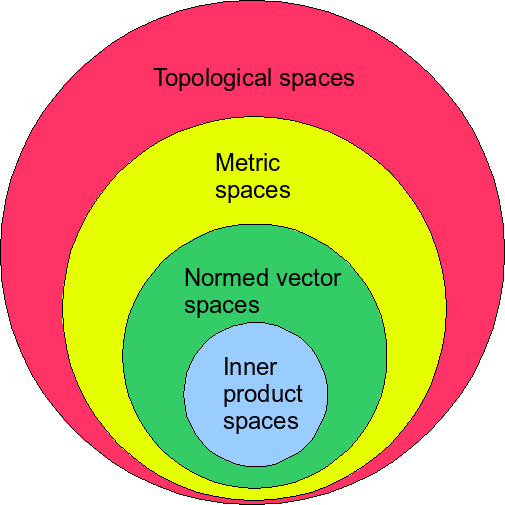 Topological spaces
Metric
spaces
Normed vector
spaces
Inner
product
spaces